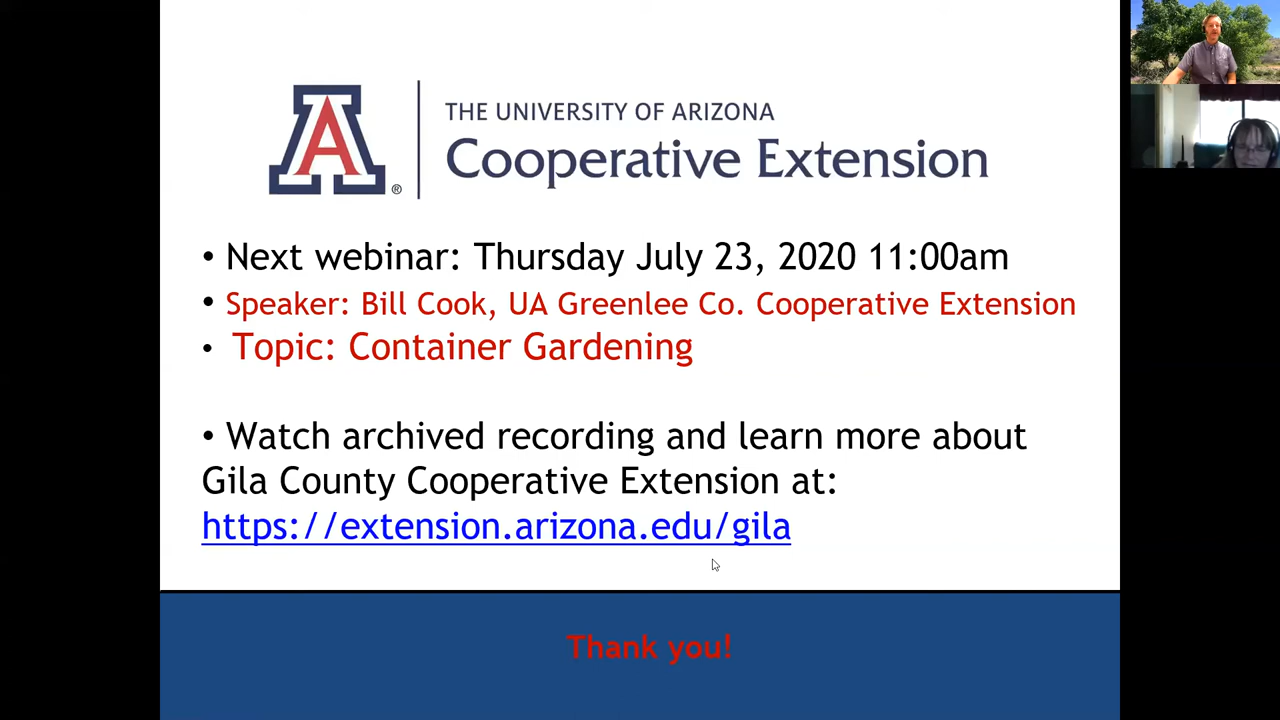 A ®
THE UNIVERSITY OF ARIZONA
Cooperative Extension
• Next webinar: Thursday July 23, 2020 11:00am
• Speaker: Bill Cook, UA Greenlee Co. Cooperative Extension
• Topic: Container Gardening
• Watch archived recording and learn more about
Gila County Cooperative Extension at:
https://extension.arizona.edu/gila
Thank you!